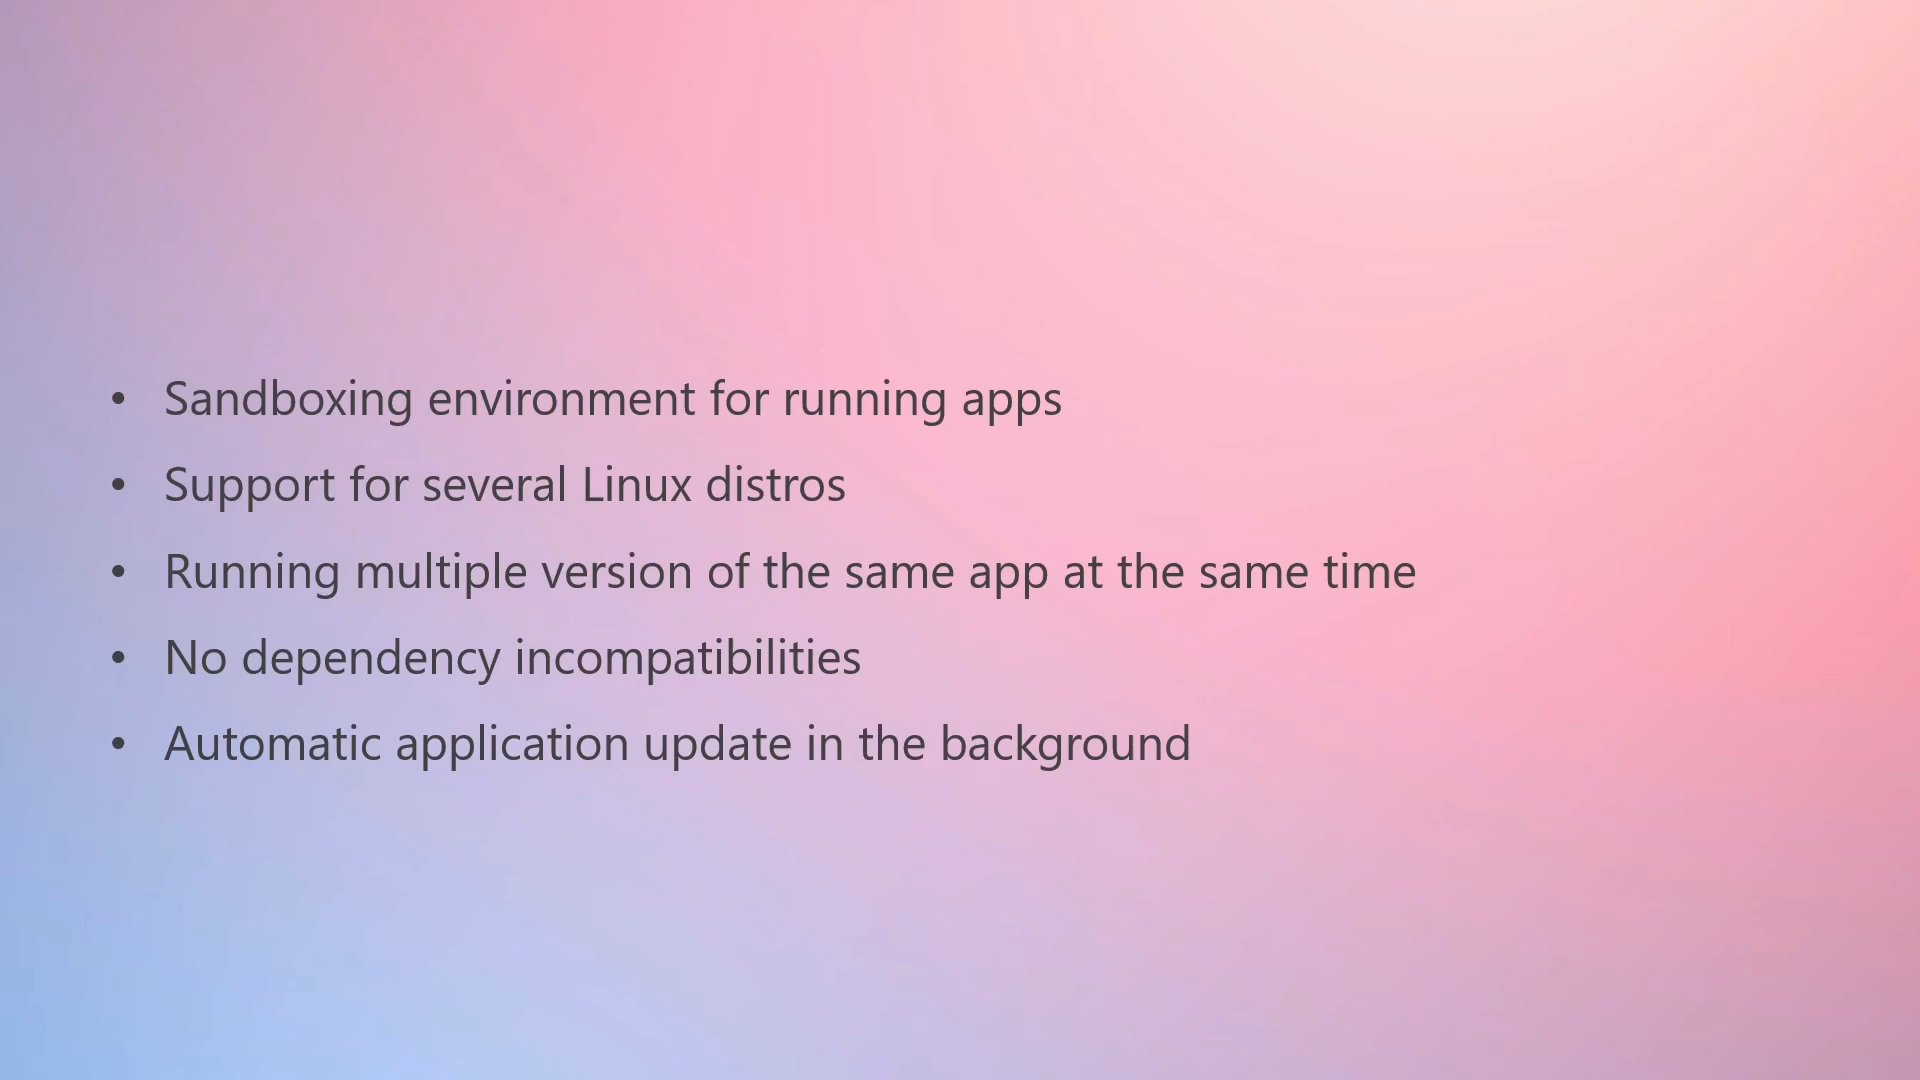 • Sandboxing environment for running apps
• Support for several Linux distros
• Running multiple version of the same app at the same time
• No dependency incompatibilities
• Automatic application update in the background